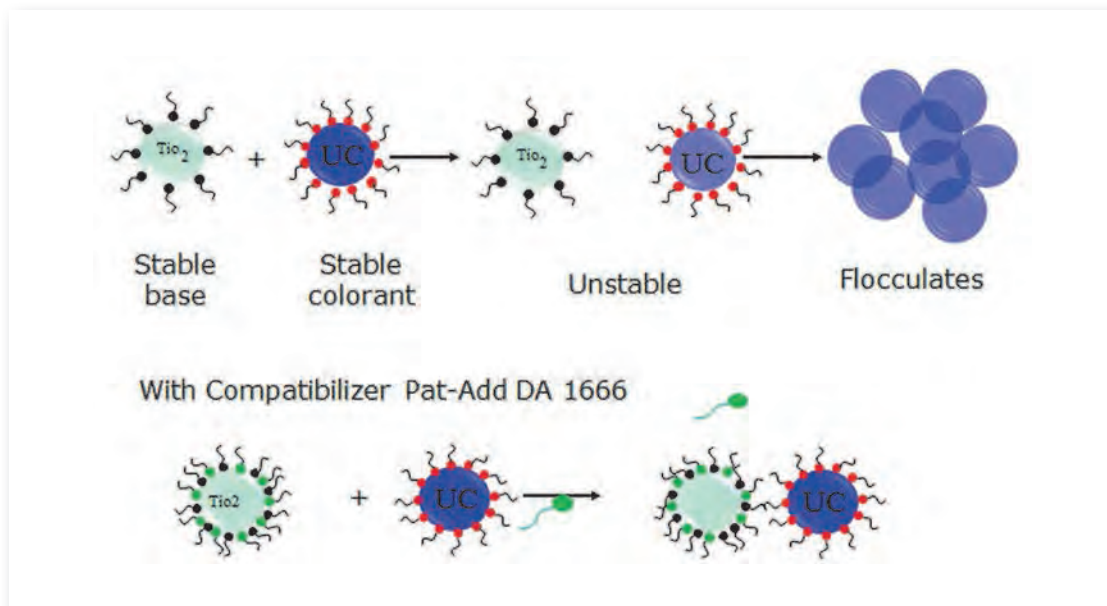 Tio2
+
UC
Tio2
UC
Stable
base
Stable
colorant
Unstable
Flocculates
With Compatibilizer Pat-Add DA 1666
Tio2
+
UC
UC